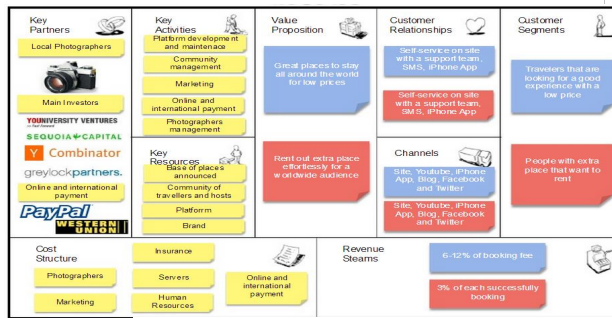 Key
Partners
Local Photographers
Main Investors
YOUNIVERSITY VENTURES
SEQUOIA CAPITAL
Y Combinator
greylockpartners.
Online and international
payment
PayPal
WESTERN
UNION
Key
Activities
Platform development
and maintenace
Community
management
Marketing
Online and
international payment
Photographers
management
Key
Resources
Base of places
announced
Community of
travellers and hosts
Platform
Brand
Value
Proposition
Great places to stay
all around the world
for low prices
Rent out extra place
effortlessly for a
worldwide audience
Customer
Relationships
Self-service on site
with a support team,
SMS, iPhone App
Self-service on site
with a support team,
SMS, iPhone App
Channels
Site, Youtube, iPhone
App, Blog, Facebook
and Twitter
Site, Youtube, iPhone
App, Blog, Facebook
and Twitter
Customer
Segments
Travelers that are
looking for a good
experience with a
low price
People with extra
place that want to
rent
Cost
Structure
Photographers
Marketing
Insurance
Servers
Human
Resources
Online and
international
payment
Revenue
Steams
6-12% of booking fee
3% of each successfully
booking